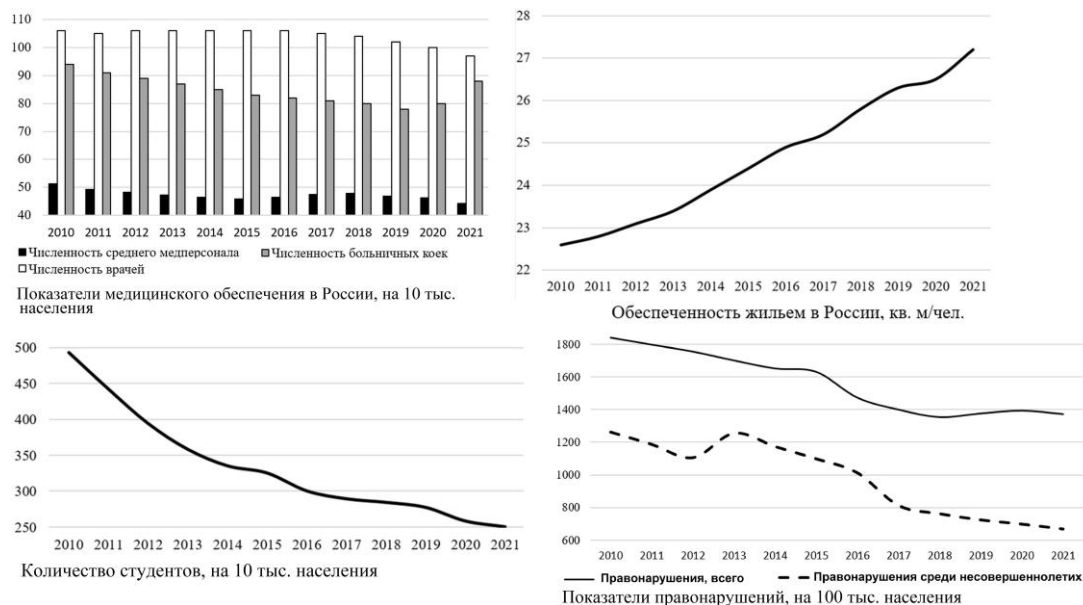 110
100
90
80
70
60
50
40
2010 2011 2012 2013 2014 2015 2016 2017 2018 2019 2020 2021
Численность среднего медперсонала Численность больничных коек
Численность врачей
Показатели медицинского обеспечения в России, на 10 тыс.
населения
28
27
26
25
24
23
22
2010 2011 2012 2013 2014 2015 2016 2017 2018 2019 2020 2021
Обеспеченность жильем в России, кв. м/чел.
500
450
400
350
300
250
2010 2011 2012 2013 2014 2015 2016 2017 2018 2019 2020 2021
Количество студентов, на 10 тыс. населения
1800
1600
1400
1200
1000
800
600
2010 2011 2012 2013 2014 2015 2016 2017 2018 2019 2020 2021
Правонарушения, всего Правонарушения среди несовершеннолетих
Показатели правонарушений, на 100 тыс. населения